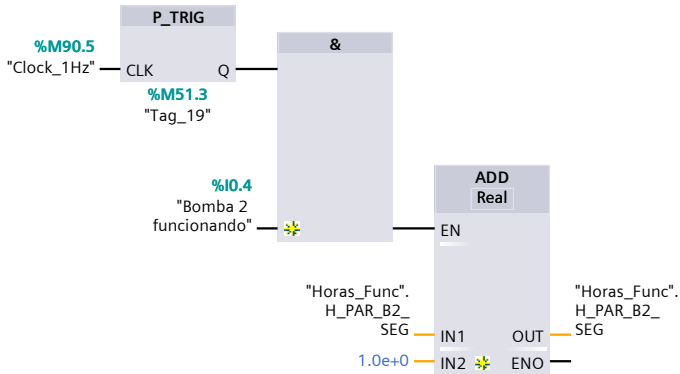 P_TRIG
%M90.5
"Clock_1Hz"
CLK
Q
%M51.3
"Tag_19"
&
%I0.4
"Bomba 2
funcionando"
ADD
Real
EN
"Horas_Func".
H_PAR_B2_
SEG
IN1
OUT
"Horas_Func".
H_PAR_B2_
SEG
1.0e+0
IN2
ENO